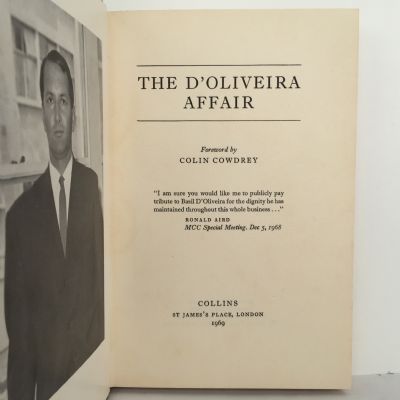 THE D'OLIVEIRA
AFFAIR
Foreword by
COLIN COWDREY
"I am sure you would like me to publicly pay
tribute to Basil D'Oliveira for the dignity he has
maintained throughout this whole business . . ."
RONALD AIRD
MCC Special Meeting. Dec 5, 1968
COLLINS
ST JAMES'S PLACE, LONDON
1969